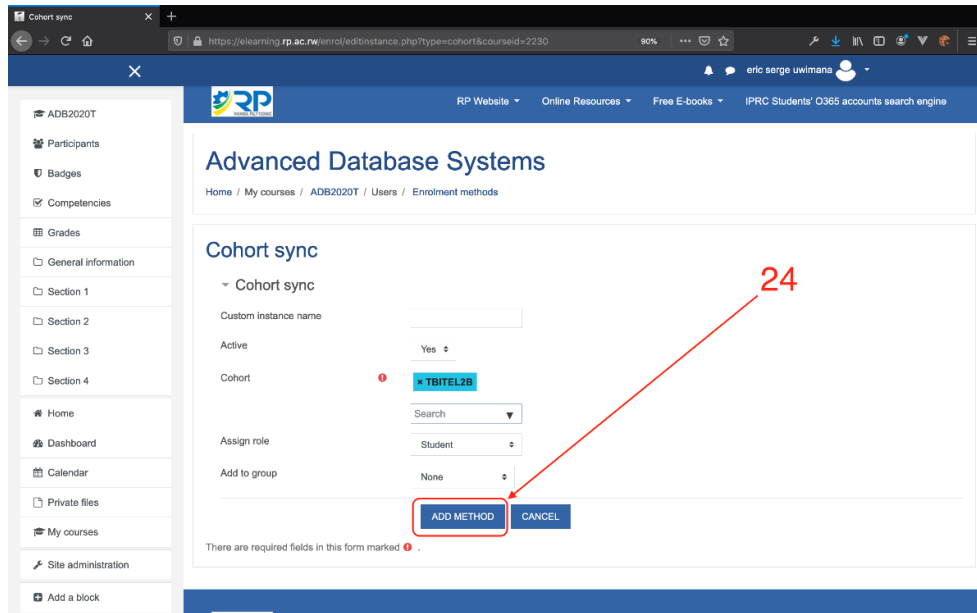 Cohort sync
https://elearning.rp.ac.rw/enrol/editinstance.php?type=cohort&courseid=2230
90%
eric serge uwimana
RP
RP Website
Online Resources
Free E-books
IPRC Students' O365 accounts search engine
ADB2020T
Participants
Badges
Competencies
Grades
General information
Section 1
Section 2
Section 3
Section 4
Home
Dashboard
Calendar
Private files
My courses
Site administration
Add a block
Advanced Database Systems
Home / My courses / ADB2020T / Users / Enrolment methods
Cohort sync
Cohort sync
24
Custom instance name
Active
Yes
Cohort
× TBITEL2B
Search
Assign role
Student
Add to group
None
ADD METHOD
CANCEL
There are required fields in this form marked .